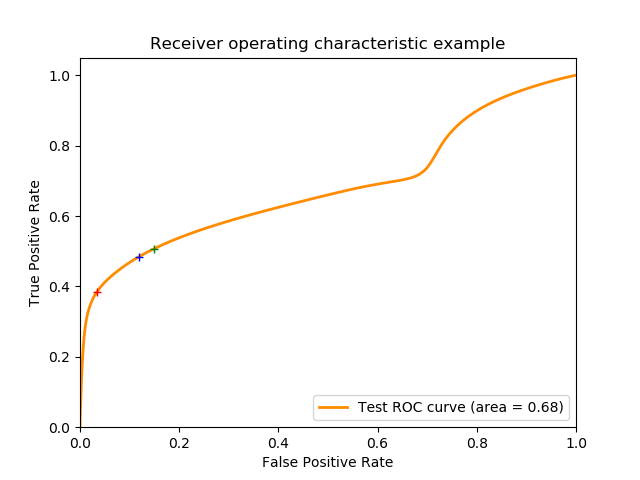 Receiver operating characteristic example
1.0
0.8
0.6
0.4
0.2
0.0
True Positive Rate
Test ROC curve (area = 0.68)
0.0 0.2 0.4 0.6 0.8 1.0
False Positive Rate